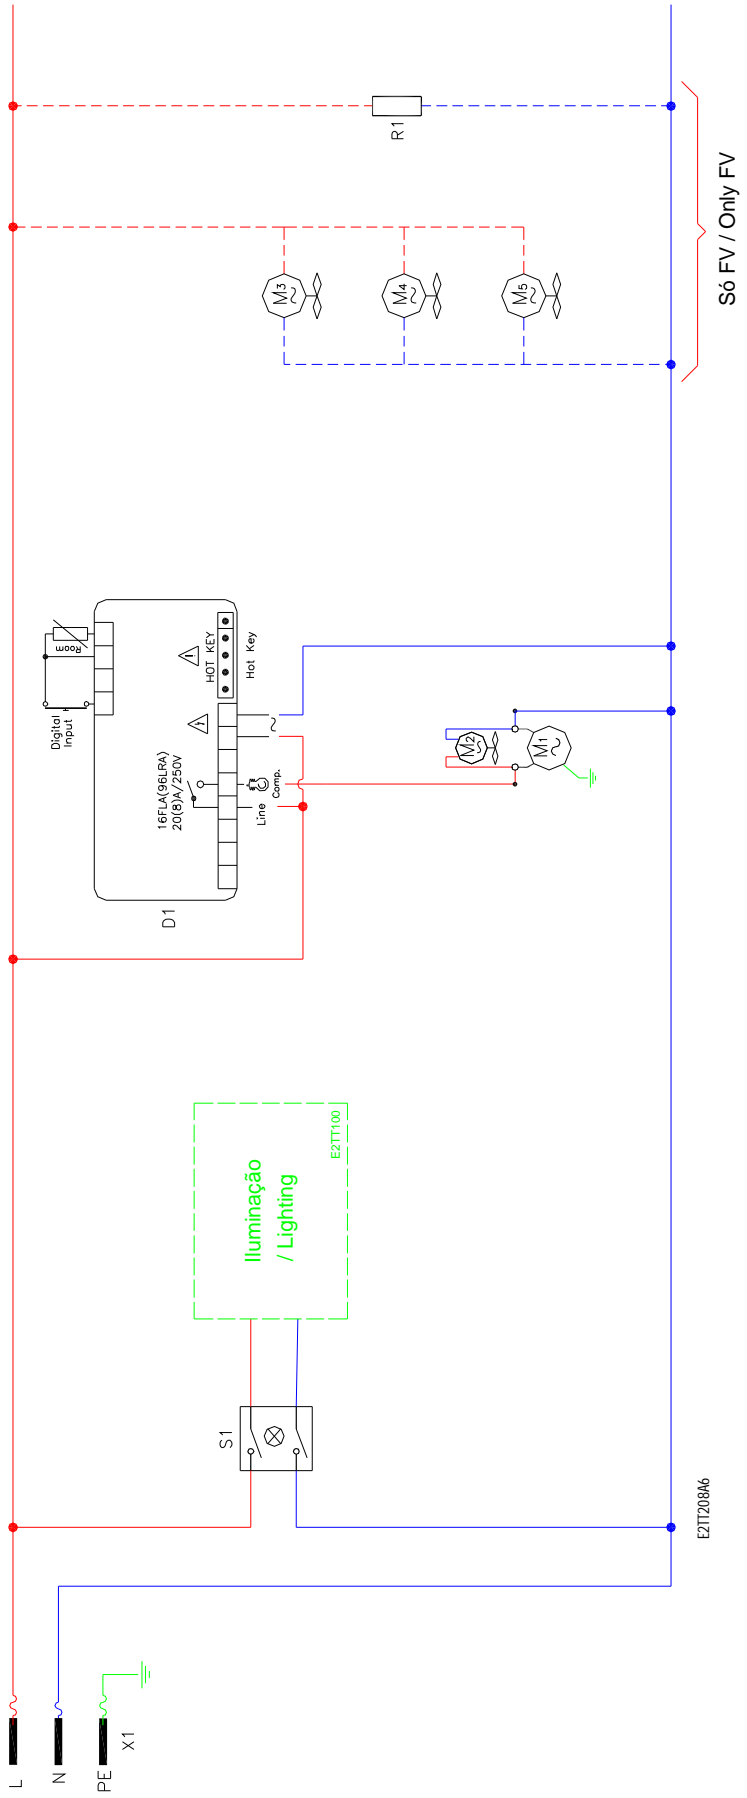 L
N
PE
X1
S1
Iluminação
/ Lighting
E2TT100
D1
16FLA(96LRA)
20(8)A/250V
Line
Comp.
Digital
Input
Room
HOT KEY
Hot Key
M2
M1
M3
M4
M5
R1
Só FV / Only FV
E2TT208A6